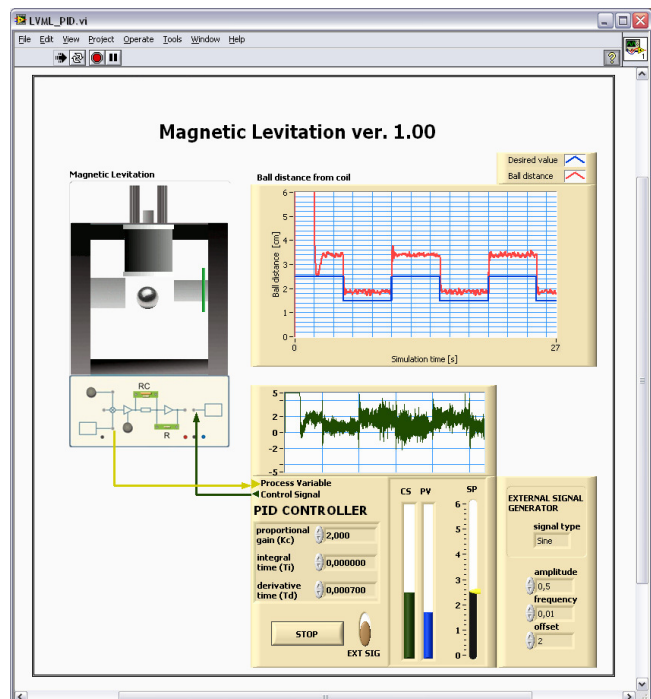 LVML_PID.vi
File Edit View Project Operate Tools Window Help
? 1
Magnetic Levitation ver. 1.00
Magnetic Levitation
Ball distance from coil
Desired value
Ball distance
Ball distance [cm]
6
5
4
3
2
1
0
0 27
Simulation time [s]
RC
R
5
2
0
-2
-5
Process Variable
Control Signal
PID CONTROLLER
proportional
gain (Kc) 2,000
integral
time (Ti) 0,000000
derivative
time (Td) 0,000700
STOP
EXT SIG
CS PV SP
6
5
4
3
2
1
0
EXTERNAL SIGNAL
GENERATOR
signal type
Sine
amplitude
0,5
frequency
0,01
offset
2